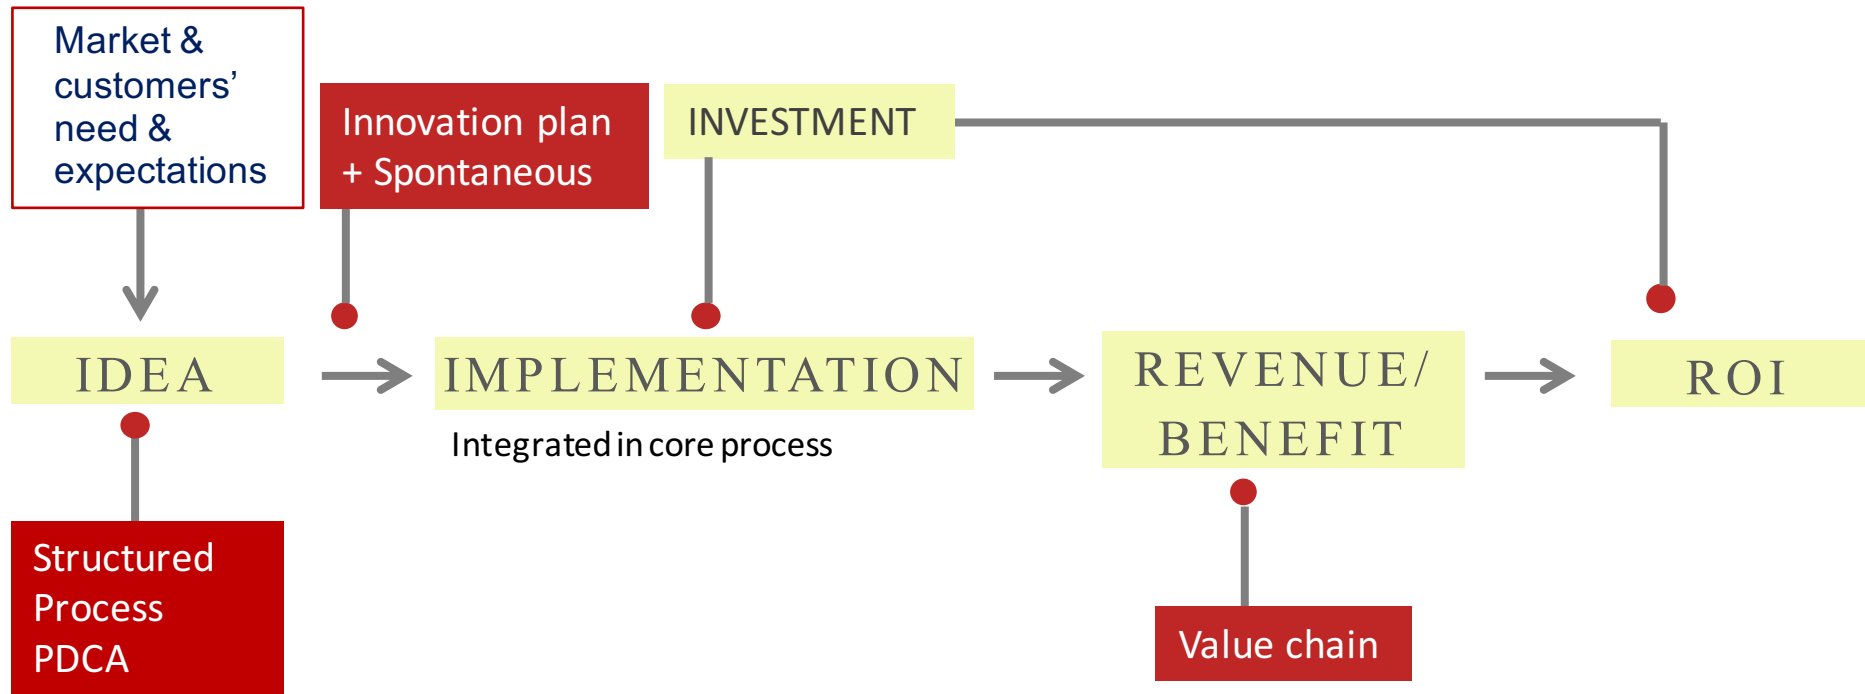 Market &
customers’
need &
expectations
Innovation plan
+ Spontaneous
INVESTMENT
IDEA
IMPLEMENTATION
Integrated in core process
REVENUE/
BENEFIT
ROI
Structured
Process
PDCA
Value chain